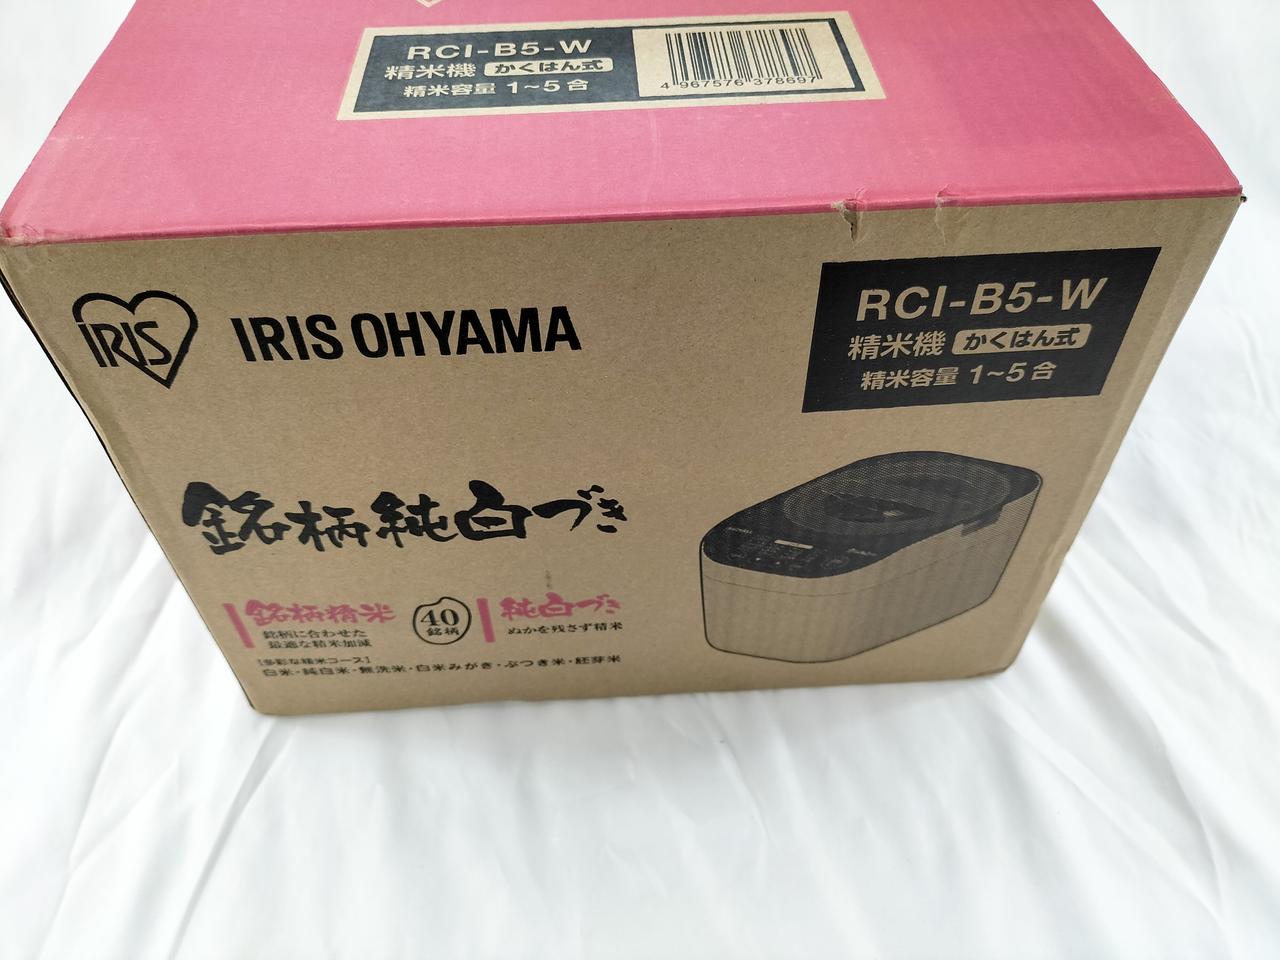 RCI-B5-W
精米機 かくはん式
精米容量 1~5合
4 967576 378697
IRIS
IRIS OHYAMA
RCI-B5-W
精米機 かくはん式
精米容量 1~5合
銘柄純白づき
銘柄精米
銘柄に合わせた
最適な精米加減
40
銘柄
純白づき
ぬかを残さず精米
[多彩な精米コース]
白米・純白米・無洗米・白米みがき・ぶつき米・胚芽米